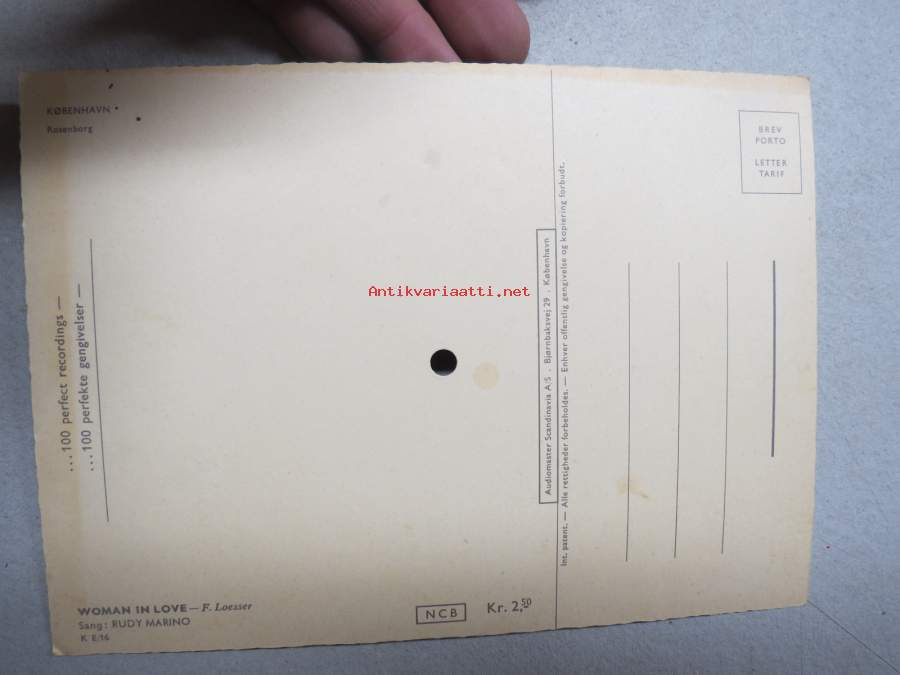 KØBENHAVN
Rosenborg
BREV
PORTO
LETTER
TARIF
...100 perfect recordings —
...100 perfekte gengivelser —
Antikvariaatti.net
Audiomaster Scandinavia A/S . Bjørnbaksvej 29 . København
Int. patent. — Alle rettigheder forbeholdes. — Enhver offentlig gengivelse og kopiering forbudt.
WOMAN IN LOVE — F. Loesser
Sang: RUDY MARINO
K E/16
NCB
Kr. 2,50